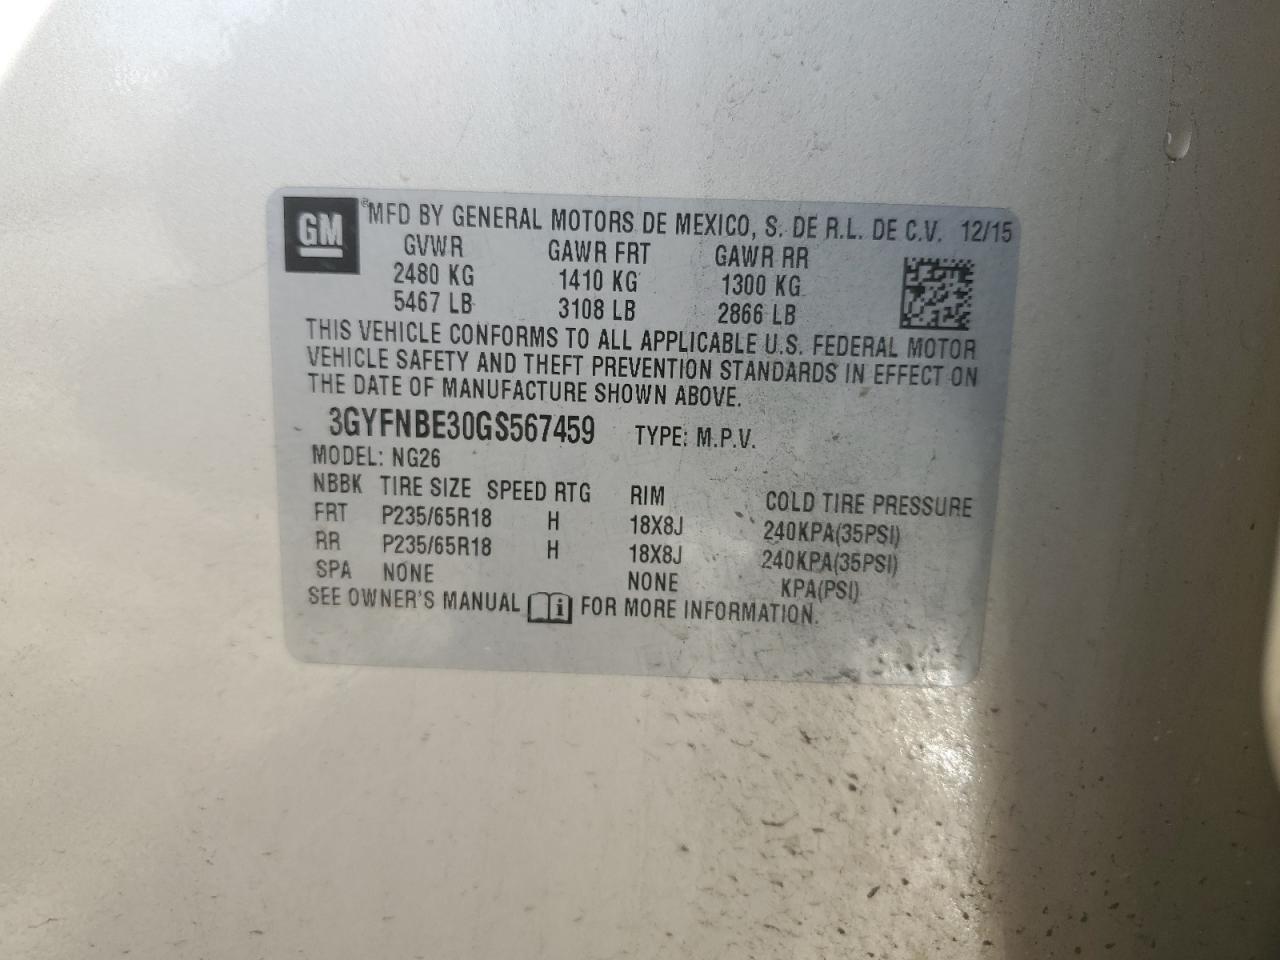 GM ® MFD BY GENERAL MOTORS DE MEXICO, S. DE R.L. DE C.V. 12/15
GVWR GAWR FRT GAWR RR
2480 KG 1410 KG 1300 KG
5467 LB 3108 LB 2866 LB
THIS VEHICLE CONFORMS TO ALL APPLICABLE U.S. FEDERAL MOTOR
VEHICLE SAFETY AND THEFT PREVENTION STANDARDS IN EFFECT ON
THE DATE OF MANUFACTURE SHOWN ABOVE.
3GYFNBE30GS567459 TYPE: M.P.V.
MODEL: NG26
NBBK TIRE SIZE SPEED RTG RIM COLD TIRE PRESSURE
FRT P235/65R18 H 18X8J 240KPA(35PSI)
RR P235/65R18 H 18X8J 240KPA(35PSI)
SPA NONE NONE KPA(PSI)
SEE OWNER'S MANUAL i FOR MORE INFORMATION.